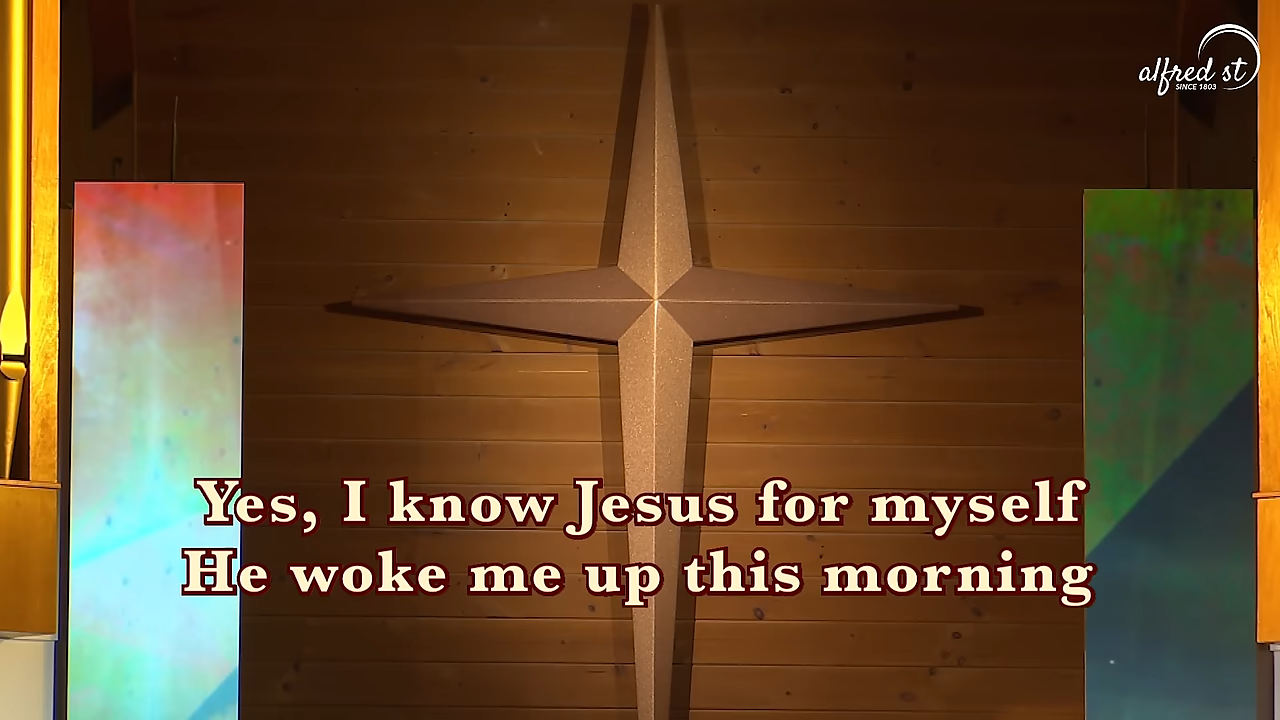 alfred st
SINCE 1803
Yes, I know Jesus for myself
He woke me up this morning